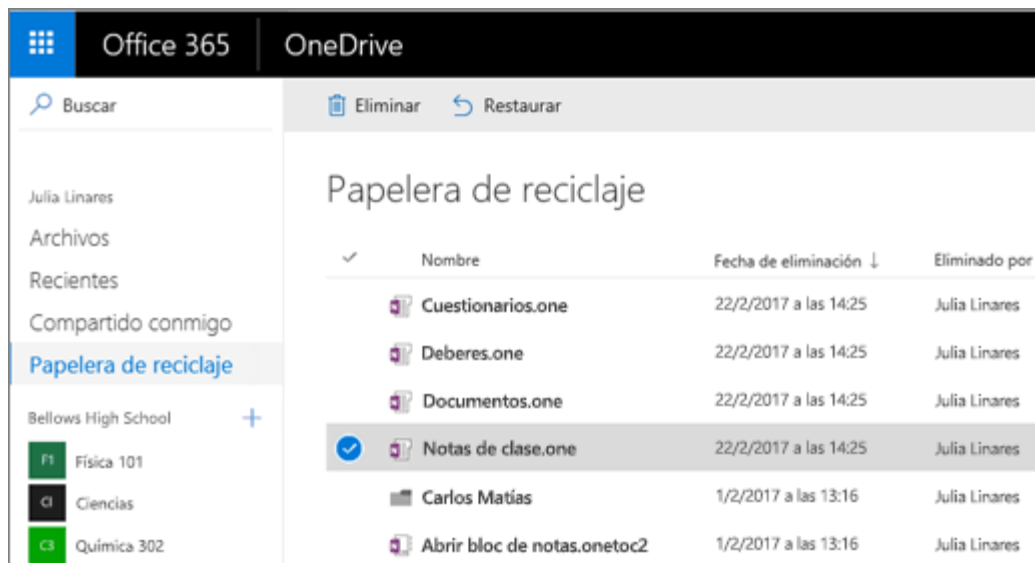 Office 365
OneDrive
Buscar
Eliminar
Restaurar
Julia Linares
Archivos
Recientes
Compartido conmigo
Papelera de reciclaje
Bellows High School
F1 Física 101
CI Ciencias
C3 Química 302
Papelera de reciclaje
Nombre Fecha de eliminación Eliminado por
Cuestionarios.one 22/2/2017 a las 14:25 Julia Linares
Deberes.one 22/2/2017 a las 14:25 Julia Linares
Documentos.one 22/2/2017 a las 14:25 Julia Linares
Notas de clase.one 22/2/2017 a las 14:25 Julia Linares
Carlos Matías 1/2/2017 a las 13:16 Julia Linares
Abrir bloc de notas.onetoc2 1/2/2017 a las 13:16 Julia Linares